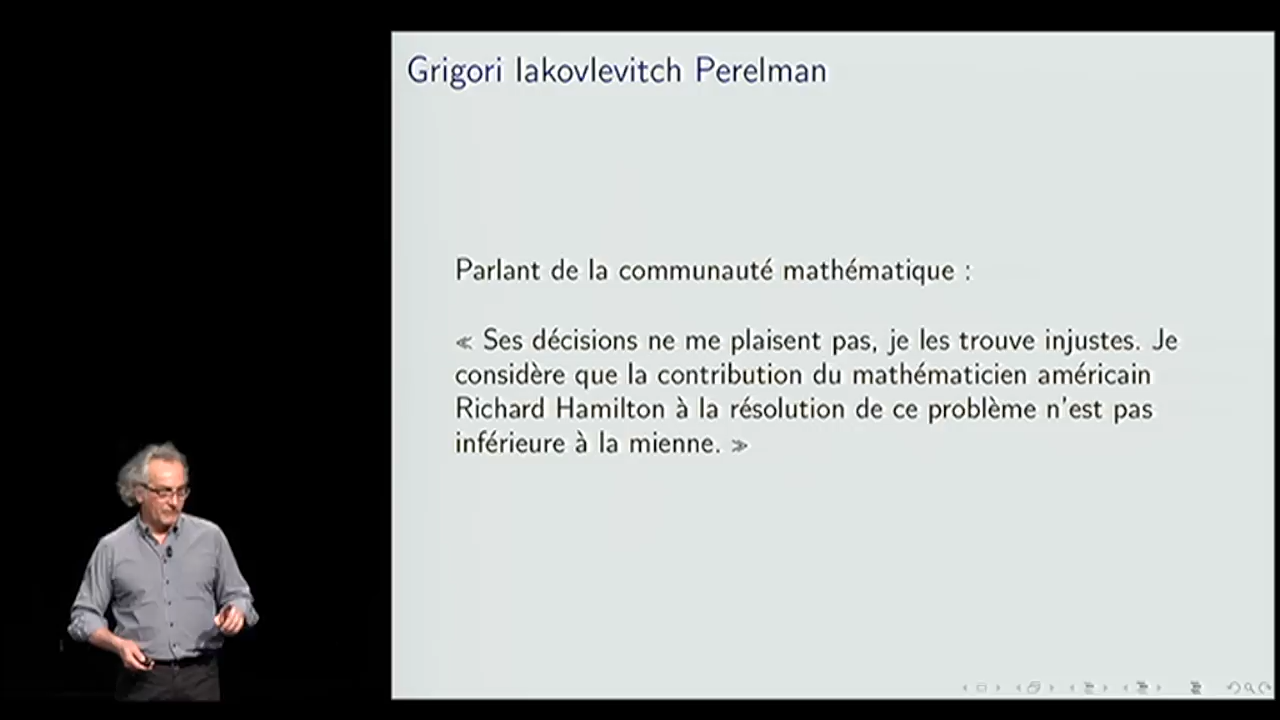 Grigori Iakovlevitch Perelman
Parlant de la communauté mathématique :
« Ses décisions ne me plaisent pas, je les trouve injustes. Je
considère que la contribution du mathématicien américain
Richard Hamilton à la résolution de ce problème n'est pas
inférieure à la mienne. »